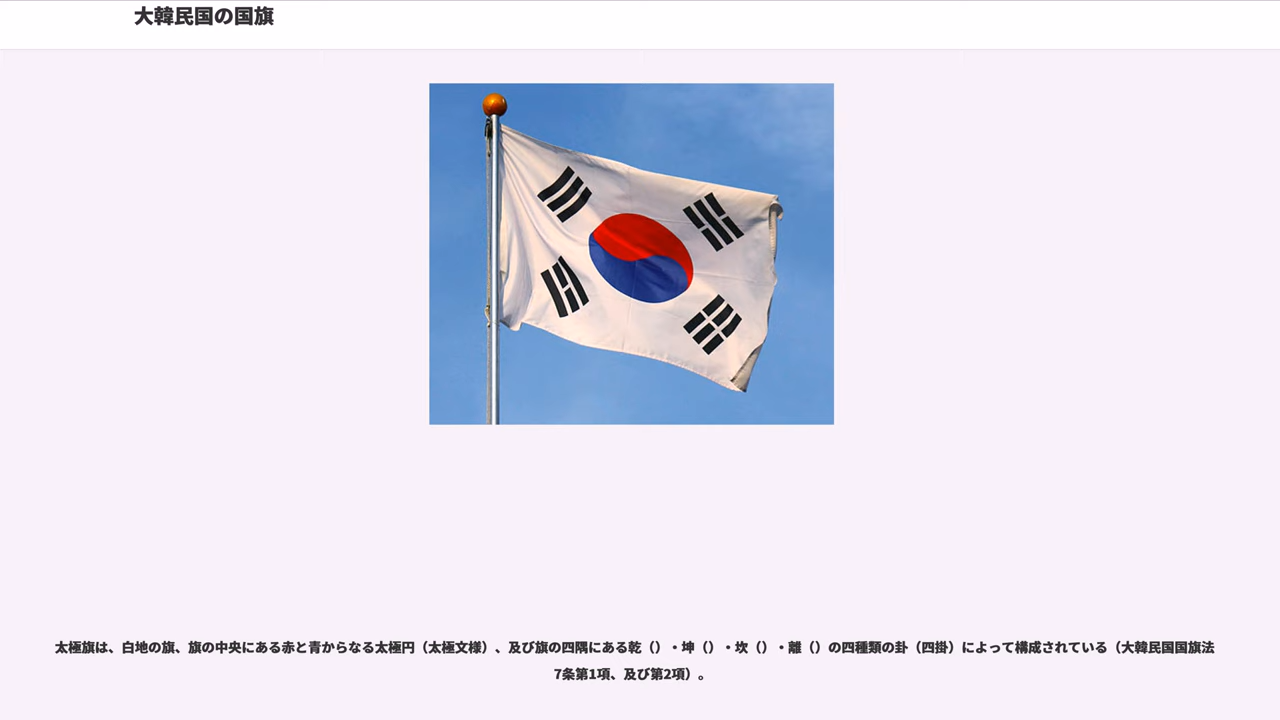 大韓民国の国旗
太極旗は、白地の旗、旗の中央にある赤と青からなる太極円（太極文様）、及び旗の四隅にある乾（）・坤（）・坎（）・離（）の四種類の卦（四掛）によって構成されている（大韓民国国旗法
7条第1項、及び第2項）。